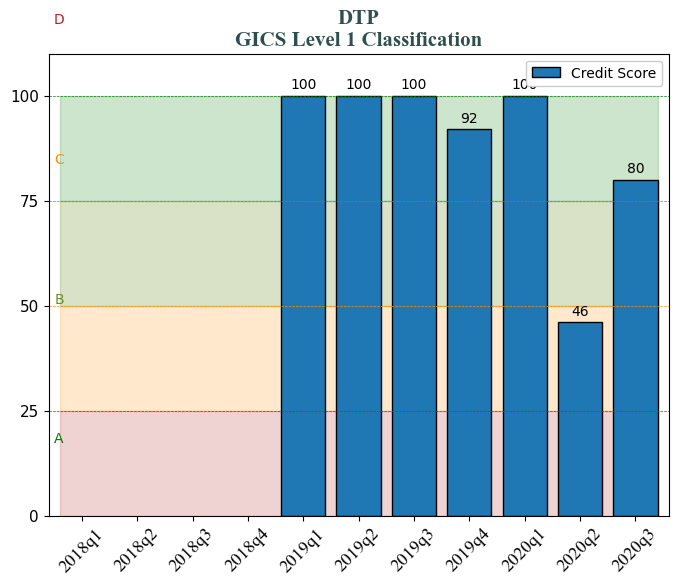 D
DTP
GICS Level 1 Classification
Credit Score
100
100
100
100
92
80
46
100
75
50
25
0
C
B
A
2018q1
2018q2
2018q3
2018q4
2019q1
2019q2
2019q3
2019q4
2020q1
2020q2
2020q3